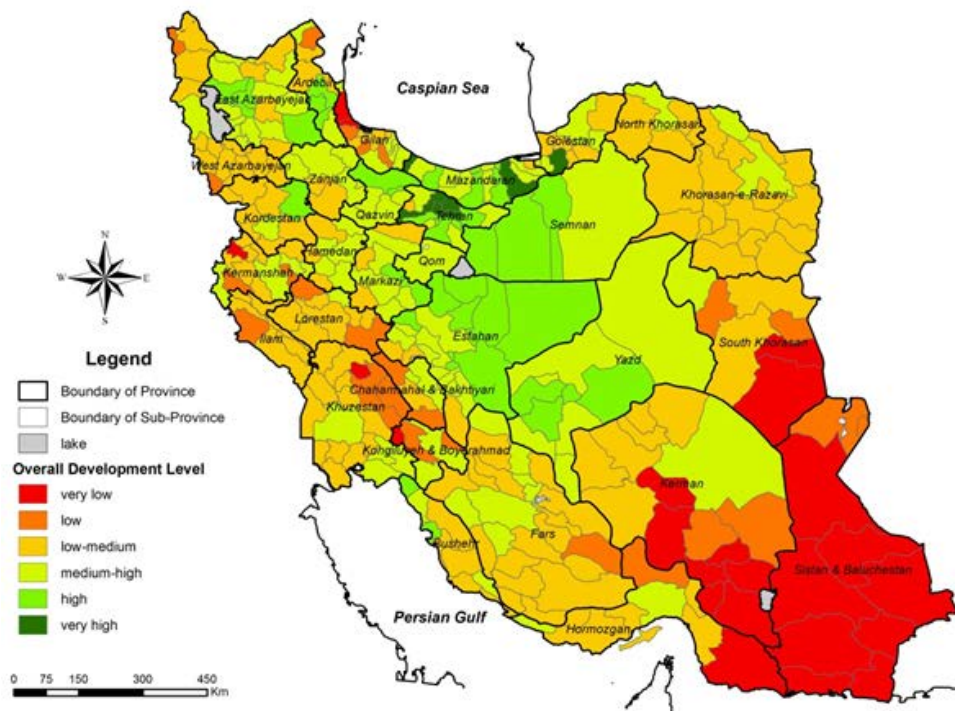 Caspian Sea
Ardebil
East Azarbayejan
Gilan
Golestan
North Khorasan
West Azarbayejan
Zanjan
Mazandaran
Khorasan-e-Razavi
Kordestan
Qazvin
Tehran
Semnan
N
W E
S
Hamedan
Qom
Kermanshah
Markazi
Lorestan
Esfahan
Ilam
South Khorasan
Yazd
Chaharmahal & Bakhtiyari
Khuzestan
Kohgiluyeh & Boyerahmad
Kerman
Fars
Bushehr
Sistan & Baluchestan
Persian Gulf
Hormozgan
Legend
Boundary of Province
Boundary of Sub-Province
lake
Overall Development Level
very low
low
low-medium
medium-high
high
very high
0 75 150 300 450
Km